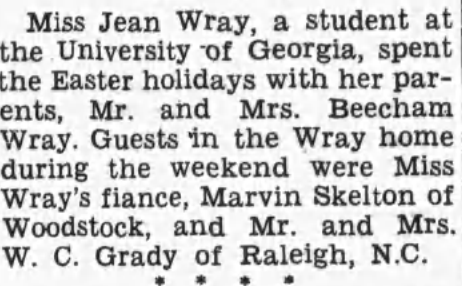 Miss Jean Wray, a student at
the University of Georgia, spent
the Easter holidays with her par-
ents, Mr. and Mrs. Beecham
Wray. Guests in the Wray home
during the weekend were Miss
Wray's fiance, Marvin Skelton of
Woodstock, and Mr. and Mrs.
W. C. Grady of Raleigh, N.C.
* * * *